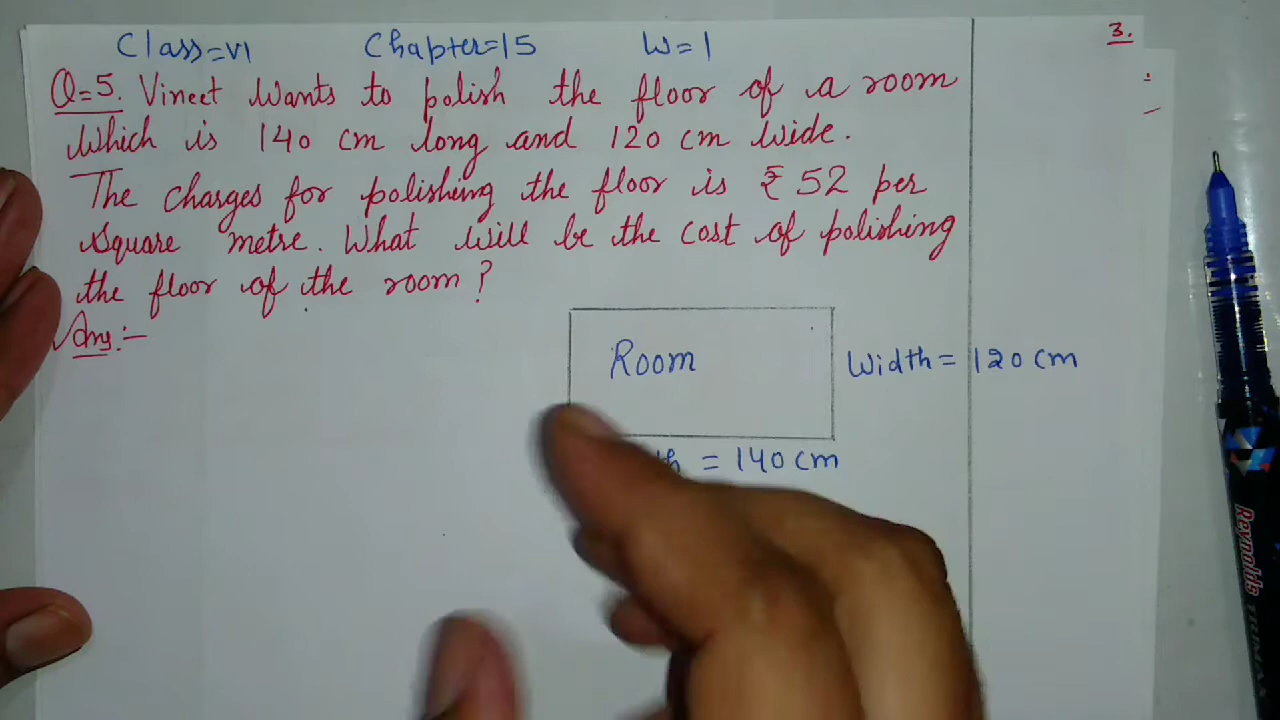 Class=VI Chapter=15 W=1
3.
Q=5. Vineet wants to polish the floor of a room
which is 140 cm long and 120 cm wide.
The charges for polishing the floor is ₹ 52 per
square metre. What will be the cost of polishing
the floor of the room?
Ans:-
Room
Width = 120 cm
= 140 cm
Reynolds
TRIMAX